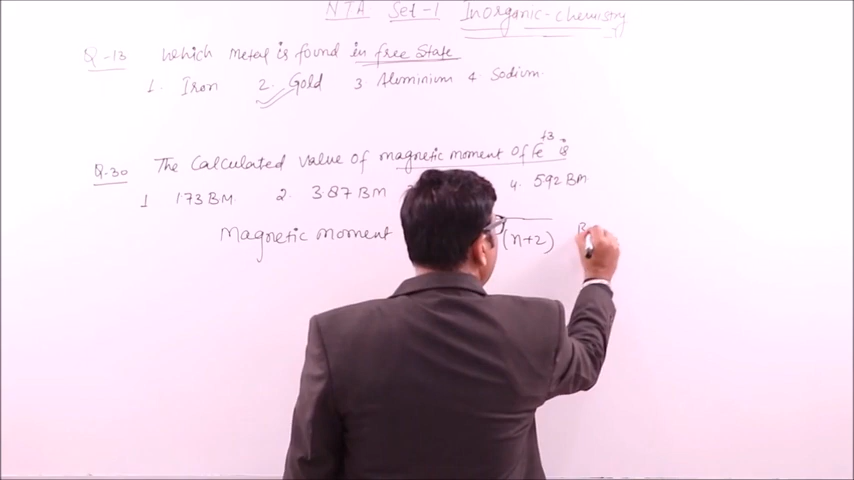 NTA Set-1 Inorganic-chemistry
Q-13 which metal is found in free state
1. Iron 2. Gold 3. Aluminium 4. Sodium
Q.30 The Calculated value of magnetic moment of Fe+3 is
1 1.73 BM 2. 3.87 BM 4. 5.92 BM
Magnetic moment (n+2) B